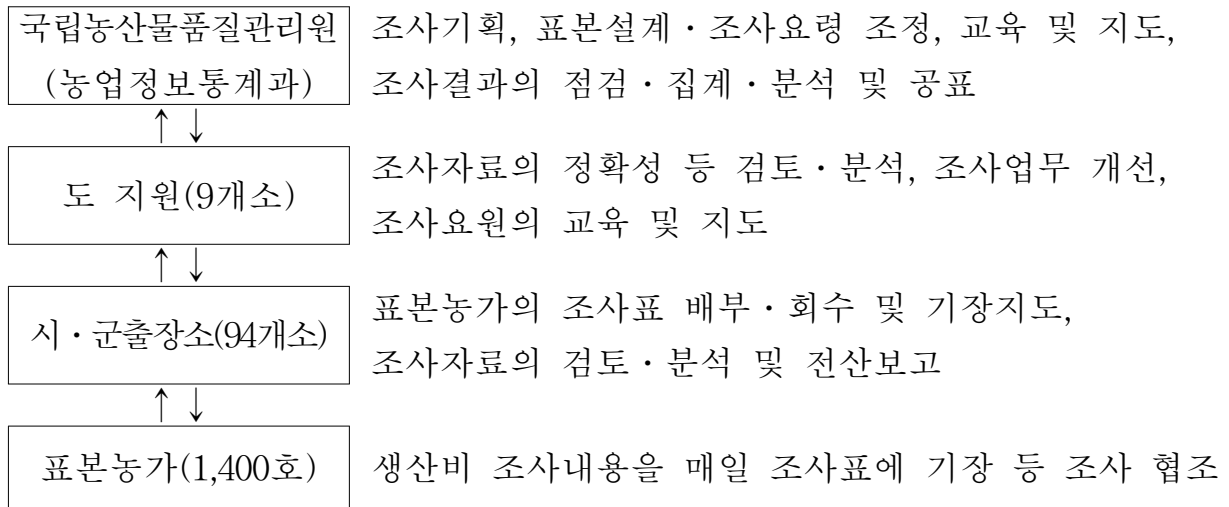 국립농산물품질관리원 조사기획, 표본설계·조사요령 조정, 교육 및 지도,
(농업정보통계과) 조사결과의 점검·집계·분석 및 공표
↑ ↓
도 지원(9개소)
조사자료의 정확성 등 검토·분석, 조사업무 개선,
조사요원의 교육 및 지도
↑ ↓
시·군출장소(94개소)
표본농가의 조사표 배부·회수 및 기장지도,
조사자료의 검토·분석 및 전산보고
↑ ↓
표본농가(1,400호) 생산비 조사내용을 매일 조사표에 기장 등 조사 협조